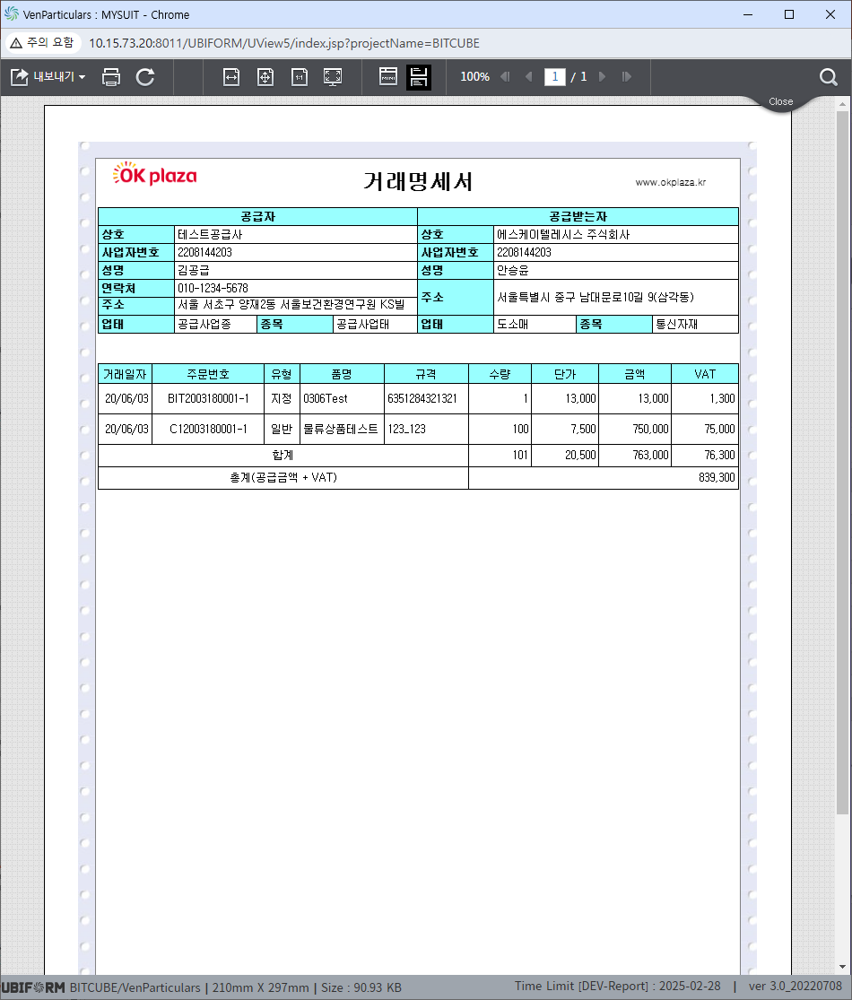 VenParticulars : MYSUIT - Chrome
주의 요함 10.15.73.20:8011/UBIFORM/UView5/index.jsp?projectName=BITCUBE
내보내기 1:1 MINI 100% 1 / 1
Close
OK plaza 거래명세서 www.okplaza.kr
공급자 공급받는자
상호 테스트공급사 상호 에스케이텔레시스 주식회사
사업자번호 2208144203 사업자번호 2208144203
성명 김공급 성명 안승윤
연락처 010-1234-5678 주소 서울특별시 중구 남대문로10길 9(삼각동)
주소 서울 서초구 양재2동 서울보건환경연구원 KS빌
업태 공급사업종 종목 공급사업태 업태 도소매 종목 통신자재
거래일자 주문번호 유형 품명 규격 수량 단가 금액 VAT
20/06/03 BIT2003180001-1 지정 0306Test 6351284321321 1 13,000 13,000 1,300
20/06/03 C12003180001-1 일반 물류상품테스트 123_123 100 7,500 750,000 75,000
합계 101 20,500 763,000 76,300
총계(공급금액 + VAT) 839,300
UBIFORM BITCUBE/VenParticulars | 210mm X 297mm | Size : 90.93 KB Time Limit [DEV-Report] : 2025-02-28 | ver 3.0_20220708